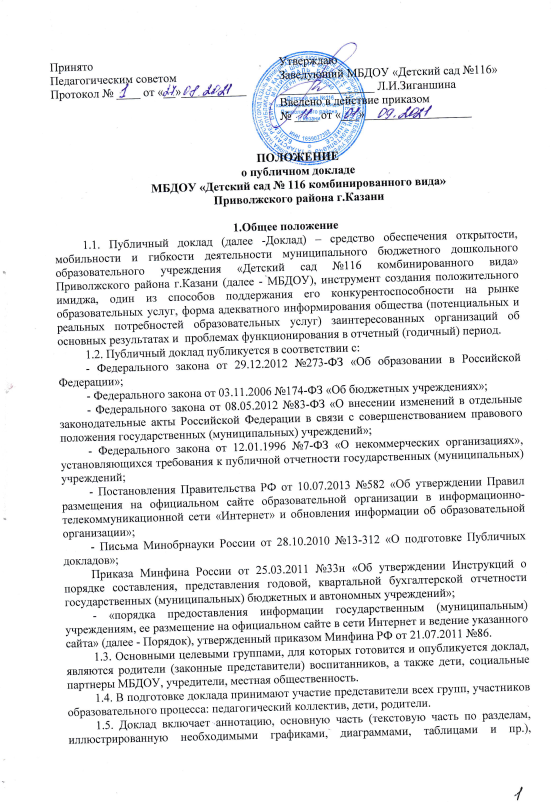 Принято
Педагогическим советом
Протокол № 1 от «27» 08 2021
Утверждаю
Заведующий МБДОУ «Детский сад №116»
Л.И.Зиганшина
Введено в действие приказом
№ от « » 09.2021
ИНН 1659027202
ПОЛОЖЕНИЕ
о публичном докладе
МБДОУ «Детский сад № 116 комбинированного вида»
Приволжского района г.Казани
1.Общее положение
1.1. Публичный доклад (далее -Доклад) – средство обеспечения открытости,
мобильности и гибкости деятельности муниципального бюджетного дошкольного
образовательного учреждения «Детский сад №116 комбинированного вида»
Приволжского района г.Казани (далее - МБДОУ), инструмент создания положительного
имиджа, один из способов поддержания его конкурентоспособности на рынке
образовательных услуг, форма адекватного информирования общества (потенциальных и
реальных потребностей образовательных услуг) заинтересованных организаций об
основных результатах и проблемах функционирования в отчетный (годичный) период.
1.2. Публичный доклад публикуется в соответствии с:
- Федерального закона от 29.12.2012 №273-ФЗ «Об образовании в Российской
Федерации»;
- Федерального закона от 03.11.2006 №174-ФЗ «Об бюджетных учреждениях»;
- Федерального закона от 08.05.2012 №83-ФЗ «О внесении изменений в отдельные
законодательные акты Российской Федерации в связи с совершенствованием правового
положения государственных (муниципальных) учреждений»;
- Федерального закона от 12.01.1996 №7-ФЗ «О некоммерческих организациях»,
установляющихся требования к публичной отчетности государственных (муниципальных)
учреждений;
- Постановления Правительства РФ от 10.07.2013 №582 «Об утверждении Правил
размещения на официальном сайте образовательной организации в информационно-
телекоммуникационной сети «Интернет» и обновления информации об образовательной
организации»;
- Письма Минобрнауки России от 28.10.2010 №13-312 «О подготовке Публичных
докладов»;
Приказа Минфина России от 25.03.2011 №33н «Об утверждении Инструкций о
порядке составления, представления годовой, квартальной бухгалтерской отчетности
государственных (муниципальных) бюджетных и автономных учреждений»;
- «порядка предоставления информации государственным (муниципальным)
учреждениям, ее размещение на официальном сайте в сети Интернет и ведение указанного
сайта» (далее - Порядок), утвержденный приказом Минфина РФ от 21.07.2011 №86.
1.3. Основными целевыми группами, для которых готовится и опубликуется доклад,
являются родители (законные представители) воспитанников, а также дети, социальные
партнеры МБДОУ, учредители, местная общественность.
1.4. В подготовке доклада принимают участие представители всех групп, участников
образовательного процесса: педагогический коллектив, дети, родители.
1.5. Доклад включает аннотацию, основную часть (текстовую часть по разделам,
иллюстрированную необходимыми графиками, диаграммами, таблицами и пр.),
1